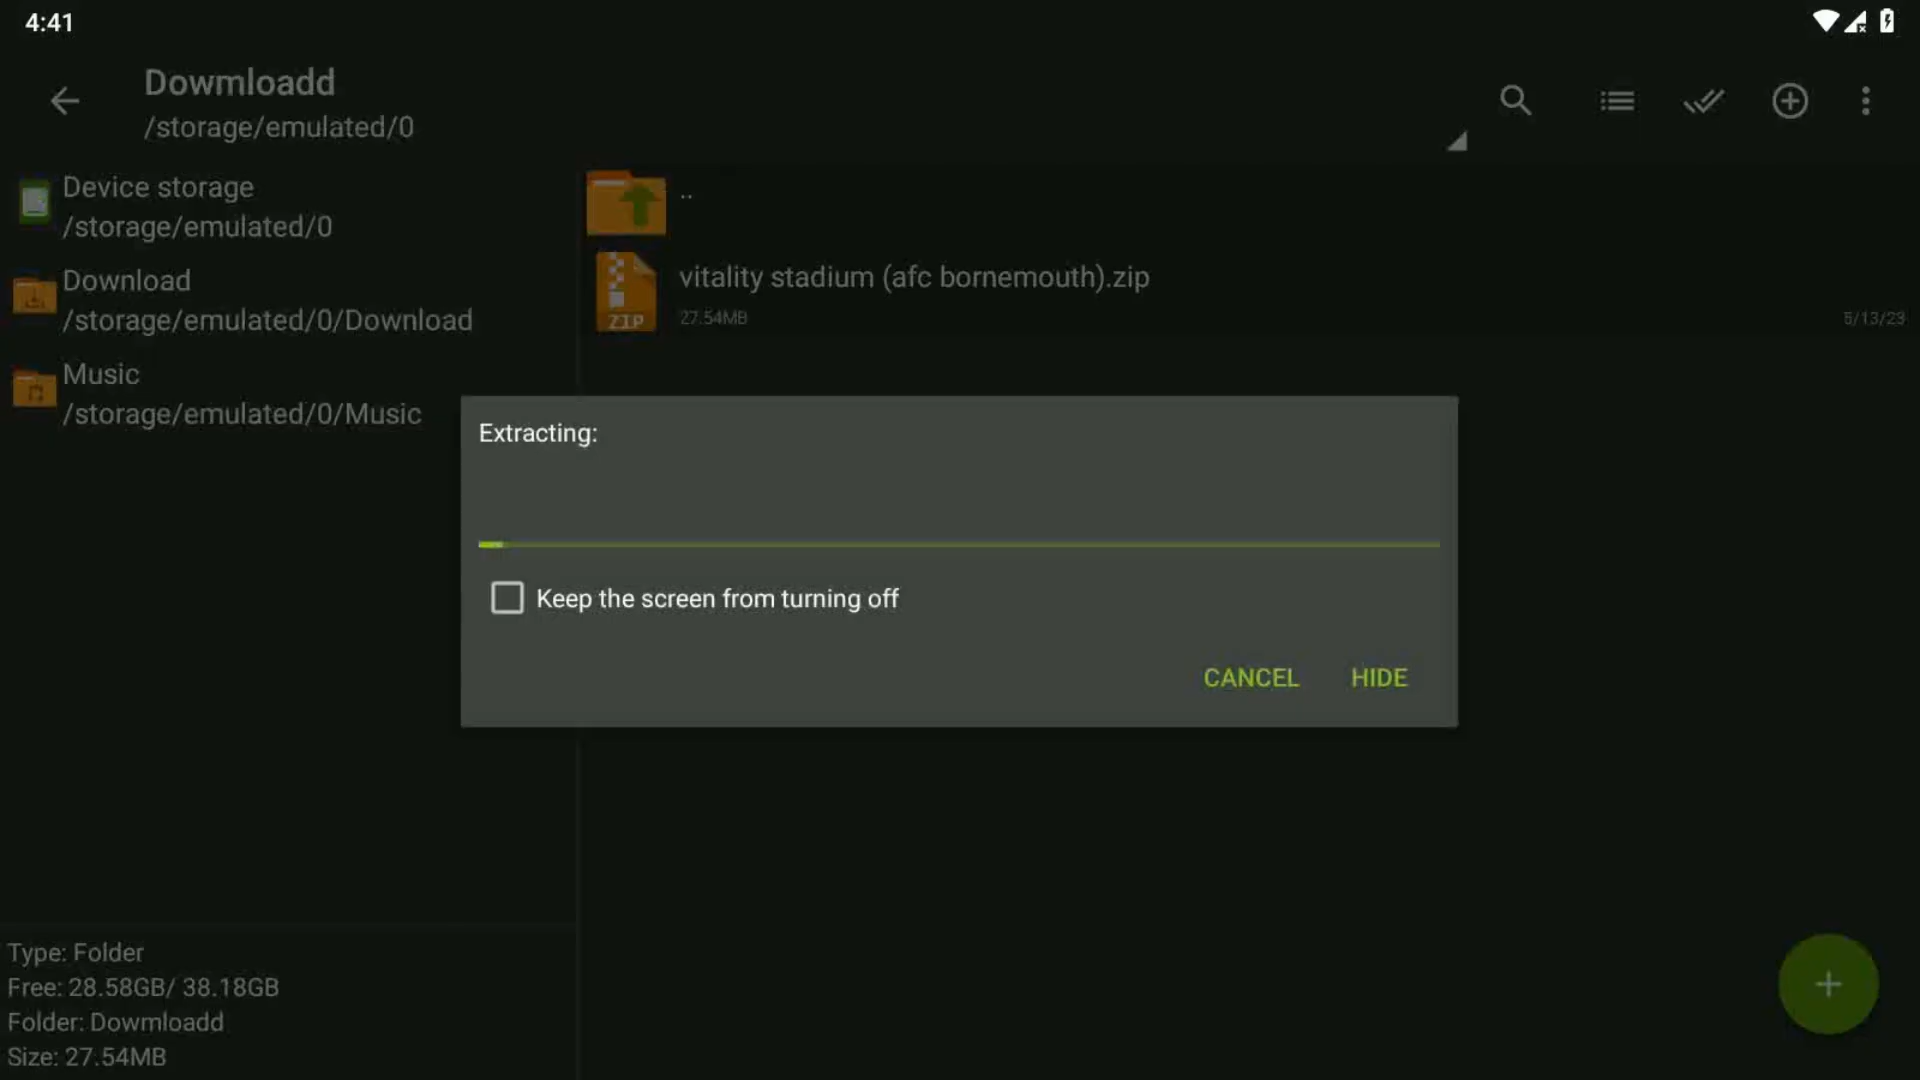 4:41
Dowmloadd
/storage/emulated/0
Device storage
/storage/emulated/0
Download
/storage/emulated/0/Download
Music
/storage/emulated/0/Music
..
vitality stadium (afc bornemouth).zip
ZIP
27.54MB
5/13/23
Extracting:
Keep the screen from turning off
CANCEL
HIDE
Type: Folder
Free: 28.58GB/ 38.18GB
Folder: Dowmloadd
Size: 27.54MB